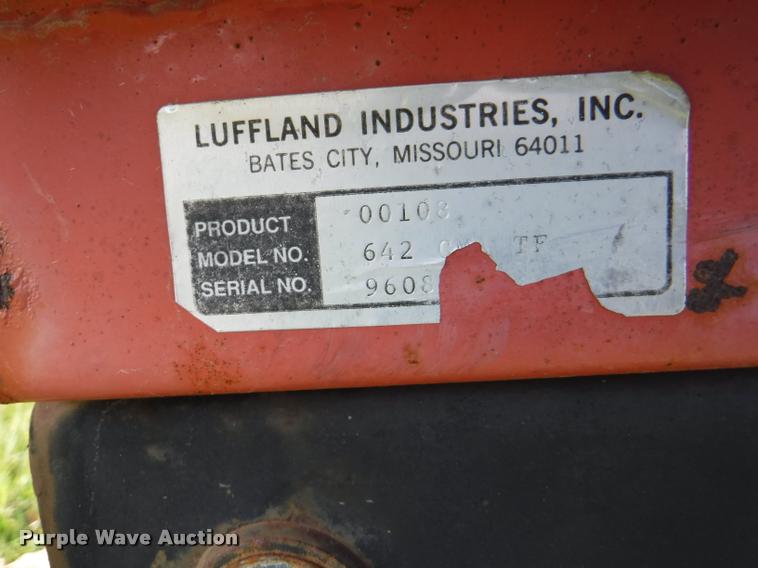 LUFFLAND INDUSTRIES, INC.
BATES CITY, MISSOURI 64011
PRODUCT 00108
MODEL NO. 642 TF
SERIAL NO. 9608
Purple Wave Auction